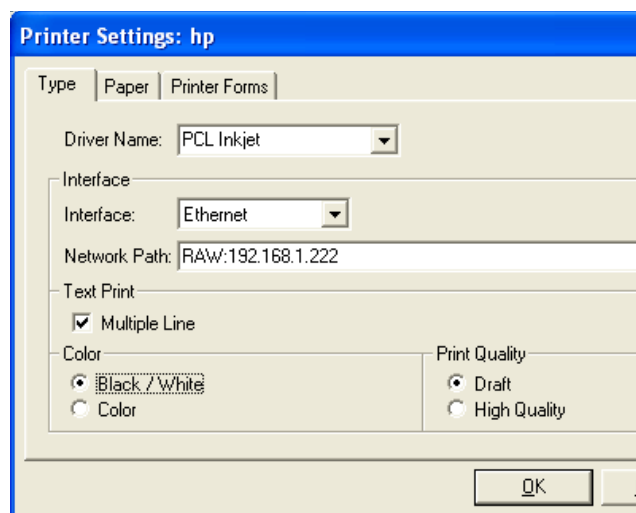 Printer Settings: hp
Type Paper Printer Forms
Driver Name: PCL Inkjet
Interface
Interface: Ethernet
Network Path: RAW:192.168.1.222
Text Print
Multiple Line
Color Print Quality
Black / White Draft
Color High Quality
OK